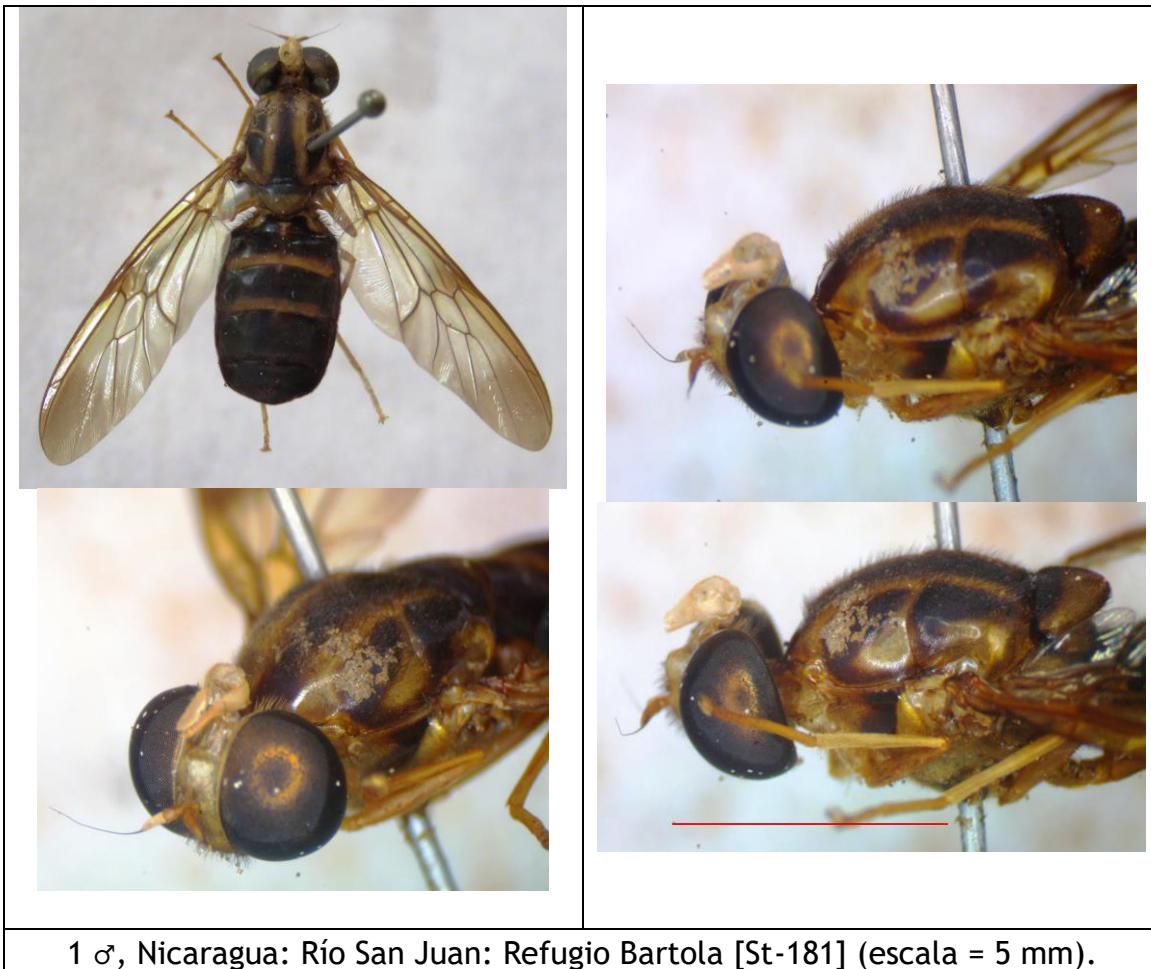 1 ♂, Nicaragua: Río San Juan: Refugio Bartola [St-181] (escala = 5 mm).